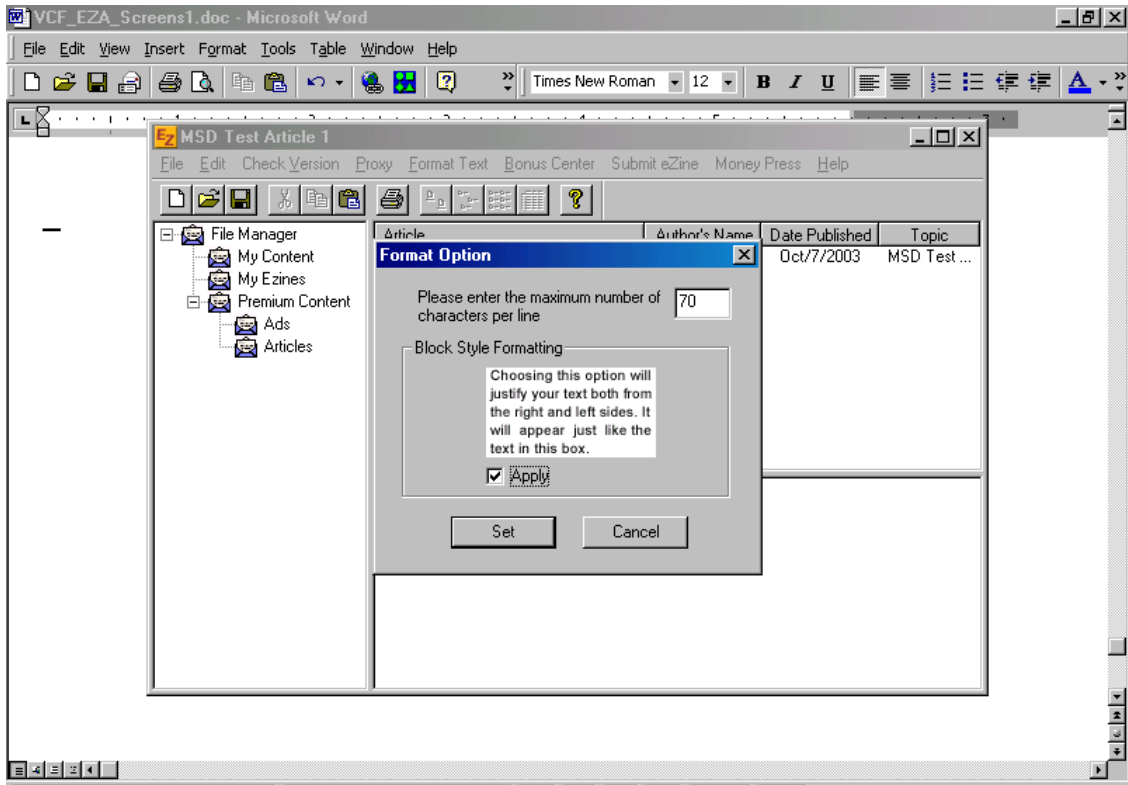 VCF_EZA_Screens1.doc - Microsoft Word
File Edit View Insert Format Tools Table Window Help
Times New Roman 12 B I U A
MSD Test Article 1
File Edit Check Version Proxy Format Text Bonus Center Submit eZine Money Press Help
File Manager
My Content
My Ezines
Premium Content
Ads
Articles
Article Author's Name Date Published Topic
Oct/7/2003 MSD Test ...
Format Option
Please enter the maximum number of
characters per line
70
Block Style Formatting
Choosing this option will
justify your text both from
the right and left sides. It
will appear just like the
text in this box.
Apply
Set Cancel